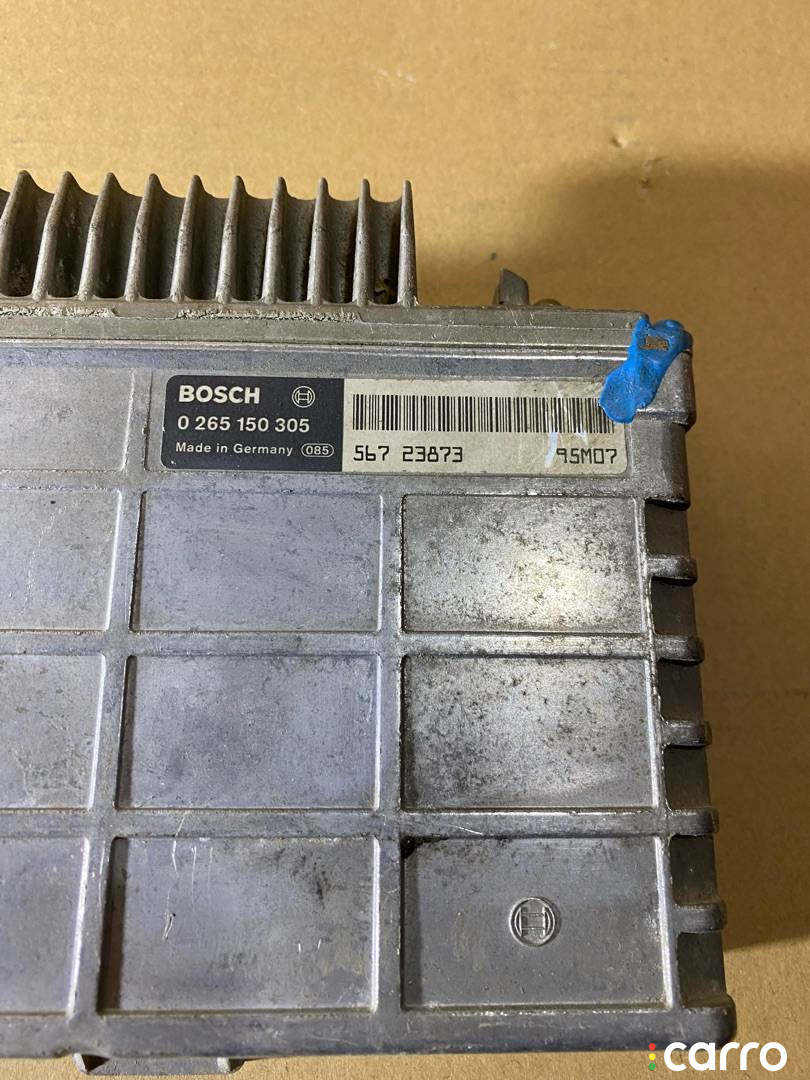 BOSCH
0 265 150 305
Made in Germany 085
567 23873 95M07
carro